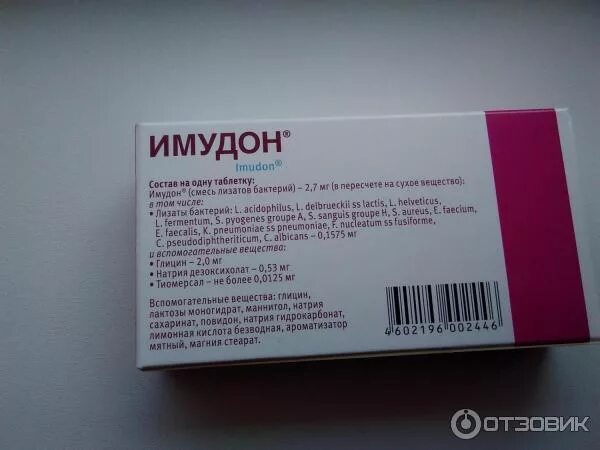 ИМУДОН®
Imudon®
Состав на одну таблетку:
Имудон® (смесь лизатов бактерий) – 2,7 мг (в пересчете на сухое вещество):
в том числе:
• Лизаты бактерий: L. acidophilus, L. delbrueckii ss lactis, L. helveticus,
L. fermentum, S. pyogenes groupe A, S. sanguis groupe H, S. aureus, E. faecium,
E. faecalis, K. pneumoniae ss pneumoniae, F. nucleatum ss fusiforme,
C. pseudodiphtheriticum, C. albicans – 0,1575 мг
и вспомогательные вещества:
• Глицин – 2,0 мг
• Натрия дезоксихолат – 0,53 мг
• Тиомерсал – не более 0,0125 мг
Вспомогательные вещества: глицин,
лактозы моногидрат, маннитол, натрия
сахаринат, повидон, натрия гидрокарбонат,
лимонная кислота безводная, ароматизатор
мятный, магния стеарат.
4602196 002446
ОТЗОВИК